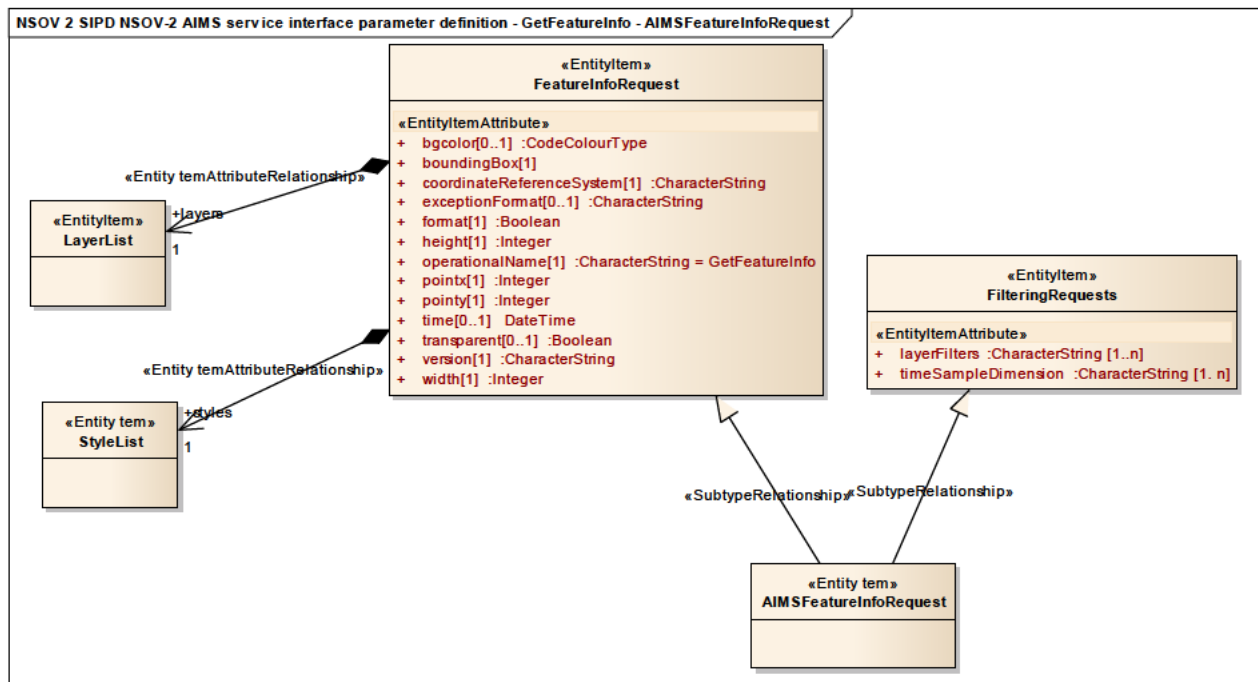 NSOV 2 SIPD NSOV-2 AIMS service interface parameter definition - GetFeatureInfo - AIMSFeatureInfoRequest
«EntityItem»
FeatureInfoRequest
«EntityItemAttribute»
+ bgcolor[0..1] :CodeColourType
+ boundingBox[1]
+ coordinateReferenceSystem[1] :CharacterString
+ exceptionFormat[0..1] :CharacterString
+ format[1] :Boolean
+ height[1] :Integer
+ operationalName[1] :CharacterString = GetFeatureInfo
+ pointx[1] :Integer
+ pointy[1] :Integer
+ time[0..1] DateTime
+ transparent[0..1] :Boolean
+ version[1] :CharacterString
+ width[1] :Integer
«Entity temAttributeRelationship»
+layers
1
«EntityItem»
LayerList
«Entity temAttributeRelationship»
+styles
1
«Entity tem»
StyleList
«EntityItem»
FilteringRequests
«EntityItemAttribute»
+ layerFilters :CharacterString [1..n]
+ timeSampleDimension :CharacterString [1. n]
«SubtypeRelationship»
«SubtypeRelationship»
«Entity tem»
AIMSFeatureInfoRequest